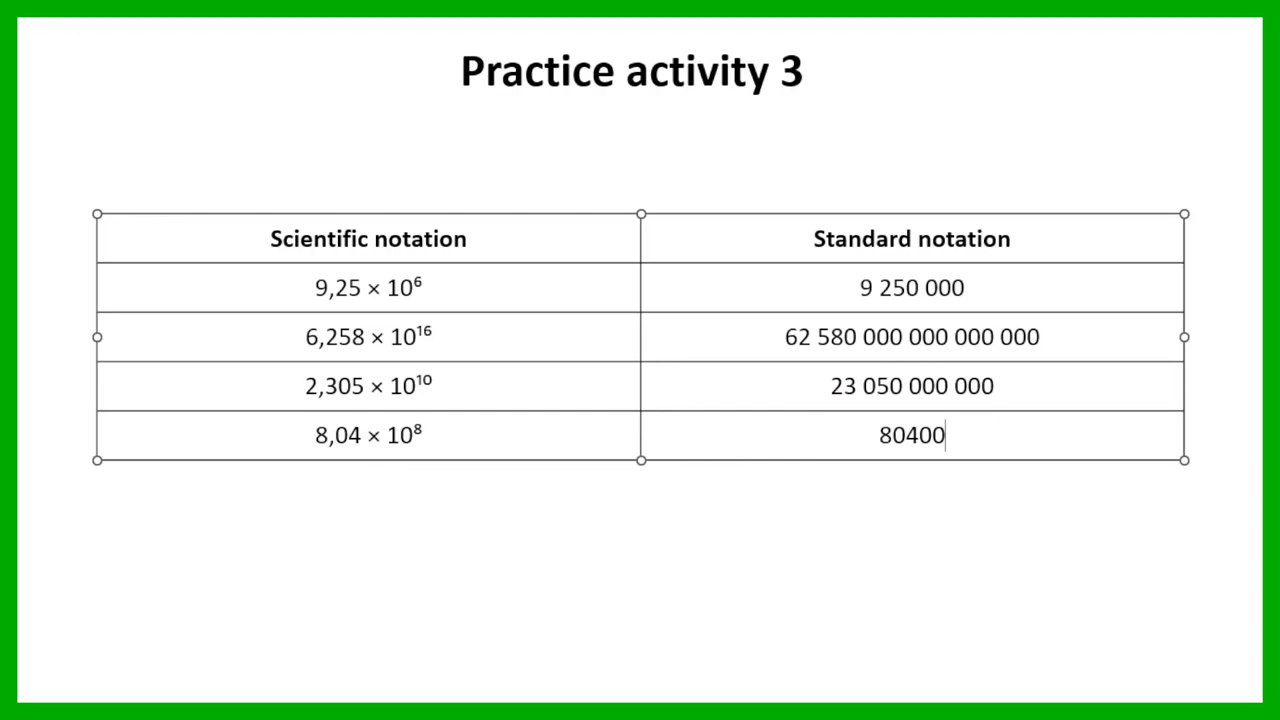 Practice activity 3
Scientific notation Standard notation
9,25 × 10⁶ 9 250 000
6,258 × 10¹⁶ 62 580 000 000 000 000
2,305 × 10¹⁰ 23 050 000 000
8,04 × 10⁸ 80400